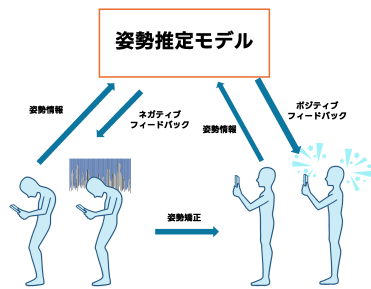 姿勢推定モデル
姿勢情報
ネガティブ
フィードバック
姿勢情報
ポジティブ
フィードバック
姿勢矯正